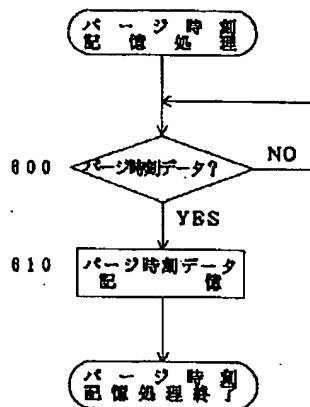 パージ時刻
記憶処理
600
パージ時刻データ?
NO
YES
610
パージ時刻データ
記憶
パージ時刻
記憶処理終了